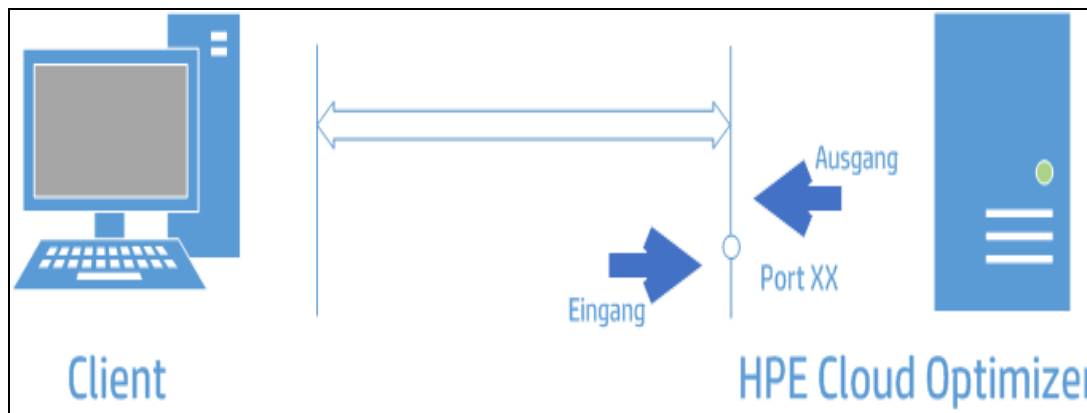 Ausgang
Port XX
Eingang
Client
HPE Cloud Optimizer